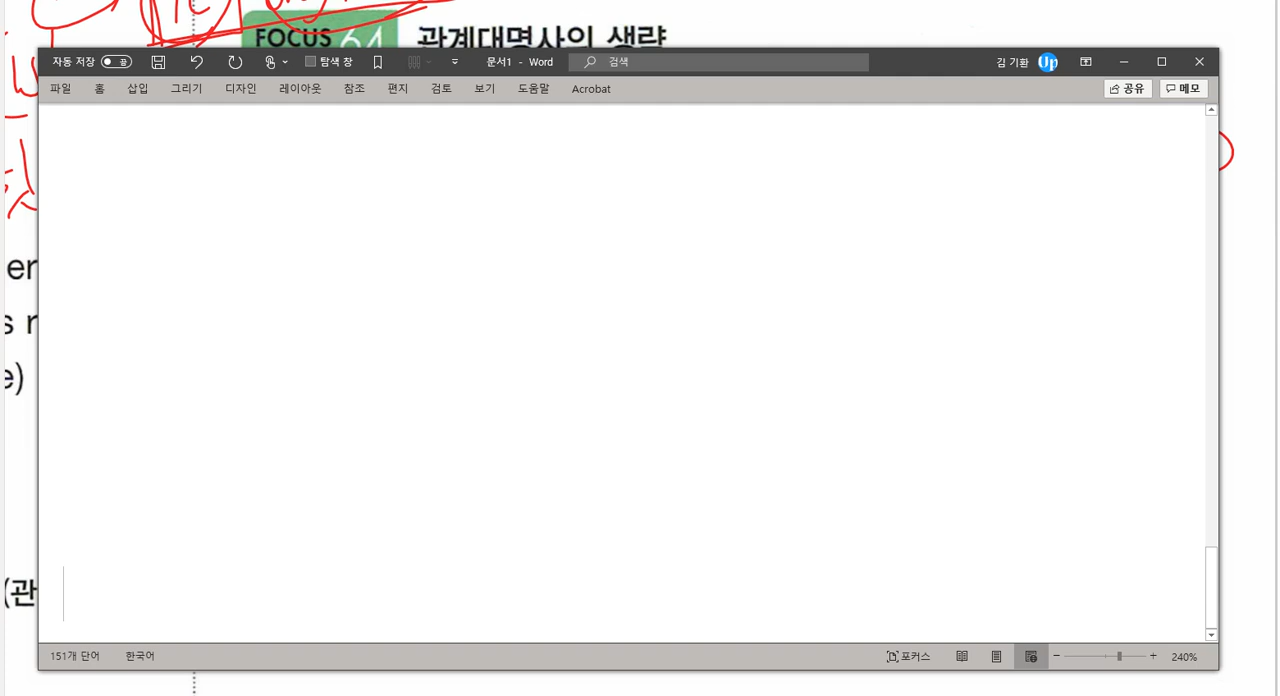 FOCUS 64 관계대명사의 생략
자동 저장 끔 탐색 창 문서1 - Word 검색 김 기환 Up
파일 홈 삽입 그리기 디자인 레이아웃 참조 편지 검토 보기 도움말 Acrobat 공유 메모
er
s r
e)
(관
151개 단어 한국어 포커스 240%